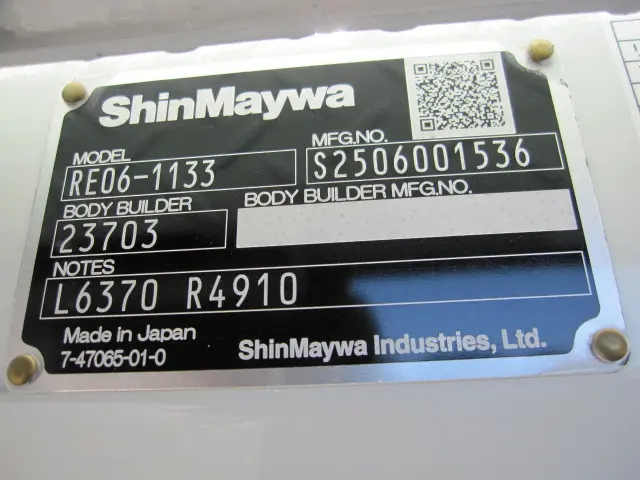 ShinMaywa
MODEL
RE06-1133
MFG.NO.
S2506001536
BODY BUILDER
23703
BODY BUILDER MFG.NO.
NOTES
L6370 R4910
Made in Japan
7-47065-01-0
ShinMaywa Industries, Ltd.